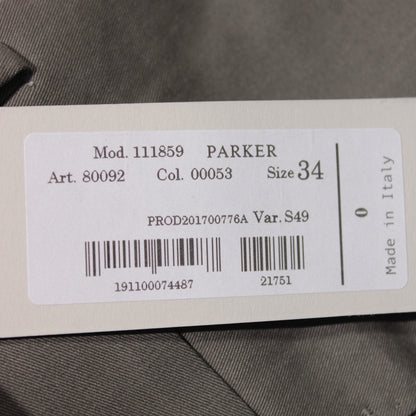 Mod. 111859 PARKER
Art. 80092 Col. 00053 Size 34
PROD201700776A Var. S49
191100074487 21751
0
Made in Italy